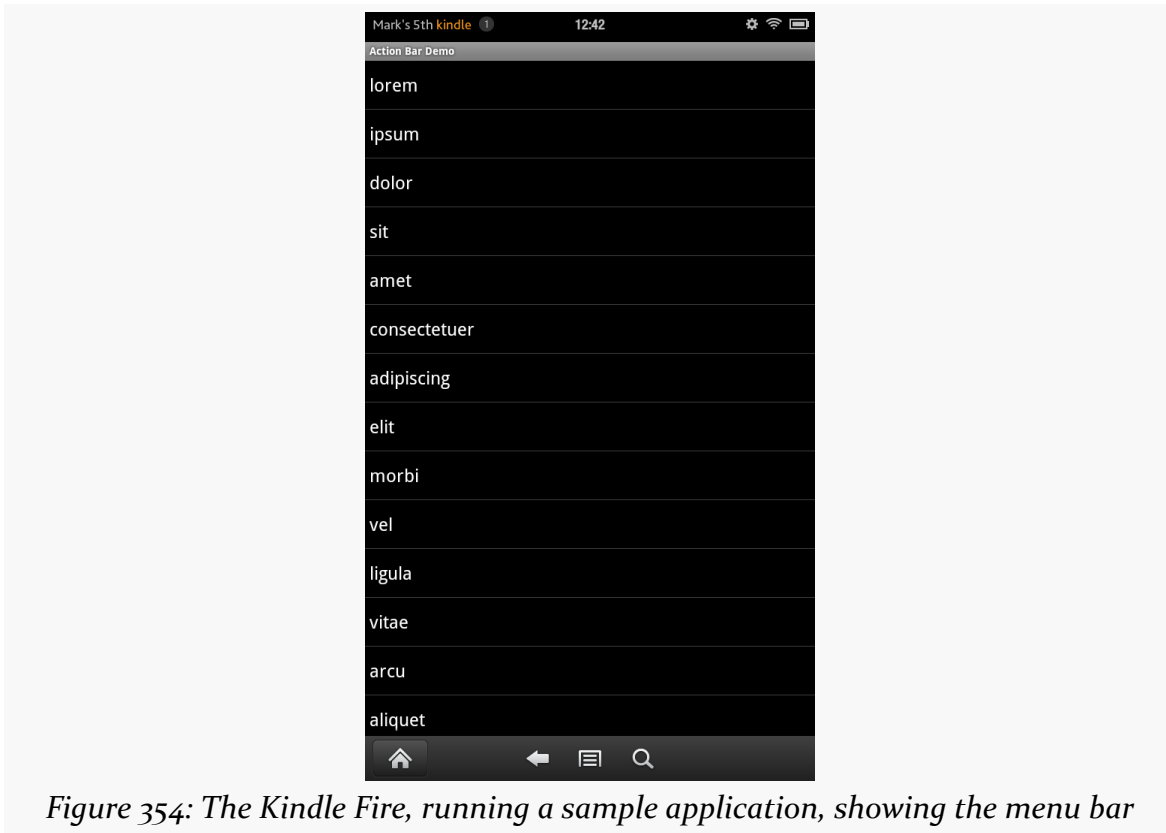 Mark's 5th kindle 1 12:42
Action Bar Demo
lorem
ipsum
dolor
sit
amet
consectetuer
adipiscing
elit
morbi
vel
ligula
vitae
arcu
aliquet
Figure 354: The Kindle Fire, running a sample application, showing the menu bar